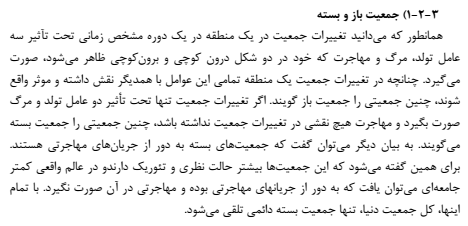 ۱-۲-۳) جمعیت باز و بسته
همانطور که می‌دانید تغییرات جمعیت در یک منطقه در یک دوره مشخص زمانی تحت تأثیر سه
عامل تولد، مرگ و مهاجرت که خود در دو شکل درون کوچی و برون‌کوچی ظاهر می‌شود، صورت
می‌گیرد. چنانچه در تغییرات جمعیت یک منطقه تمامی این عوامل با همدیگر نقش داشته و موثر واقع
شوند، چنین جمعیتی را جمعیت باز گویند. اگر تغییرات جمعیت تنها تحت تأثیر دو عامل تولد و مرگ
صورت بگیرد و مهاجرت هیچ نقشی در تغییرات جمعیت نداشته باشد، چنین جمعیتی را جمعیت بسته
می‌گویند. به بیان دیگر می‌توان گفت که جمعیت‌های بسته به دور از جریان‌های مهاجرتی هستند.
برای همین گفته می‌شود که این جمعیت‌ها بیشتر حالت نظری و تئوریک دارندو در عالم واقعی کمتر
جامعه‌ای می‌توان یافت که به دور از جریانهای مهاجرتی بوده و مهاجرتی در آن صورت نگیرد. با تمام
اینها، کل جمعیت دنیا، تنها جمعیت بسته دائمی تلقی می‌شود.